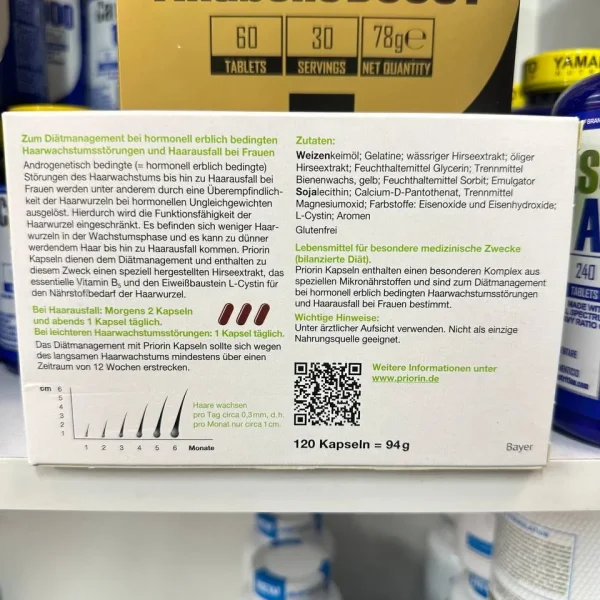 60
TABLETS
30
SERVINGS
78g℮
NET QUANTITY
YAMA
BRAN
240
TABLETS
Zum Diätmanagement bei hormonell erblich bedingten
Haarwachstumsstörungen und Haarausfall bei Frauen
Androgenetisch bedingte (= hormonell erblich bedingte)
Störungen des Haarwachstums bis hin zu Haarausfall bei
Frauen werden unter anderem durch eine Überempfindlich-
keit der Haarwurzeln bei hormonellen Ungleichgewichten
ausgelöst. Hierdurch wird die Funktionsfähigkeit der
Haarwurzel eingeschränkt. Es befinden sich weniger Haar-
wurzeln in der Wachstumsphase und es kann zu dünner
werdendem Haar bis hin zu Haarausfall kommen. Priorin
Kapseln dienen dem Diätmanagement und enthalten zu
diesem Zweck einen speziell hergestellten Hirseextrakt, das
essentielle Vitamin B₅ und den Eiweißbaustein L-Cystin für
den Nährstoffbedarf der Haarwurzel.
Bei Haarausfall: Morgens 2 Kapseln
und abends 1 Kapsel täglich.
Bei leichteren Haarwachstumsstörungen: 1 Kapsel täglich.
Das Diätmanagement mit Priorin Kapseln sollte sich wegen
des langsamen Haarwachstums mindestens über einen
Zeitraum von 12 Wochen erstrecken.
cm 6
5
4
3
2
1
1 2 3 4 5 6 Monate
Haare wachsen
pro Tag circa 0,3 mm, d.h.
pro Monat nur circa 1 cm.
Zutaten:
Weizenkeimöl; Gelatine; wässriger Hirseextrakt; öliger
Hirseextrakt; Feuchthaltemittel Glycerin; Trennmittel
Bienenwachs, gelb; Feuchthaltemittel Sorbit; Emulgator
Sojalecithin; Calcium-D-Pantothenat, Trennmittel
Magnesiumoxid; Farbstoffe: Eisenoxide und Eisenhydroxide;
L-Cystin; Aromen
Glutenfrei
Lebensmittel für besondere medizinische Zwecke
(bilanzierte Diät).
Priorin Kapseln enthalten einen besonderen Komplex aus
speziellen Mikronährstoffen und sind zum Diätmanagement
bei hormonell erblich bedingten Haarwachstumsstörungen
und Haarausfall bei Frauen bestimmt.
Wichtige Hinweise:
Unter ärztlicher Aufsicht verwenden. Nicht als einzige
Nahrungsquelle geeignet.
Weitere Informationen unter
www.priorin.de
120 Kapseln = 94 g
Bayer